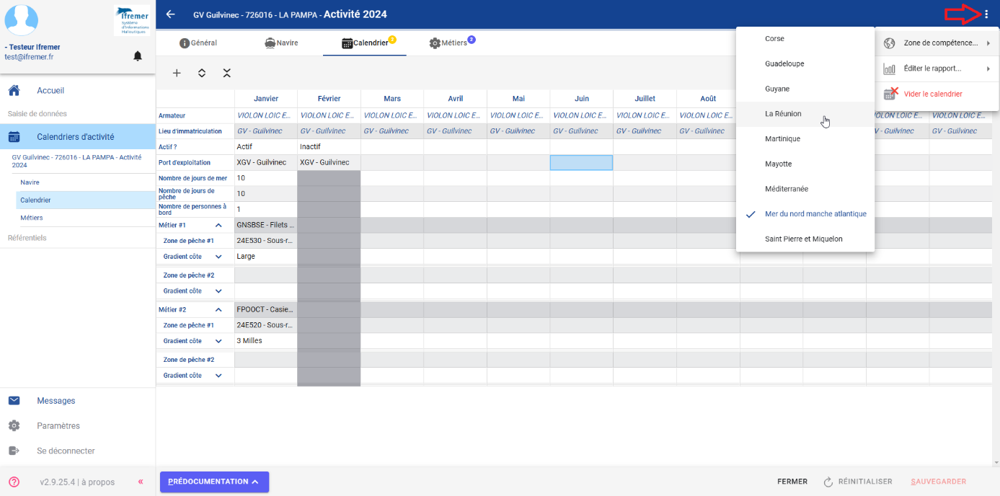 ifremer
Système
d'Informations
Halieutiques
- Testeur Ifremer
test@ifremer.fr
Accueil
Saisie de données
Calendriers d'activité
GV Guilvinec - 726016 - LA PAMPA - Activité
2024
Navire
Calendrier
Métiers
Référentiels
Messages
Paramètres
Se déconnecter
v2.9.25.4 | à propos
«
GV Guilvinec - 726016 - LA PAMPA - Activité 2024
Général
Navire
Calendrier
?
Métiers
2
Janvier Février Mars Avril Mai Juin Juillet Août
Armateur VIOLON LOIC E... VIOLON LOIC E... VIOLON LOIC E... VIOLON LOIC E... VIOLON LOIC E... VIOLON LOIC E... VIOLON LOIC E... VIOLON LOIC E... VIOLON LOIC E... VIOLON LOIC E... VIOLON LOIC E... VIOLON LOIC E...
Lieu d'immatriculation GV - Guilvinec GV - Guilvinec GV - Guilvinec GV - Guilvinec GV - Guilvinec GV - Guilvinec GV - Guilvinec GV - Guilvinec GV - Guilvinec GV - Guilvinec
Actif ? Actif Inactif
Port d'exploitation XGV - Guilvinec XGV - Guilvinec
Nombre de jours de mer 10
Nombre de jours de
pêche 10
Nombre de personnes à
bord 1
Métier #1 GNSBSE - Filets ...
Zone de pêche #1 24E530 - Sous-r...
Gradient côte Large
Zone de pêche #2
Gradient côte
Métier #2 FPOOCT - Casie...
Zone de pêche #1 24E520 - Sous-r...
Gradient côte 3 Milles
Zone de pêche #2
Gradient côte
Corse
Guadeloupe
Guyane
La Réunion
Martinique
Mayotte
Méditerranée
Mer du nord manche atlantique
Saint Pierre et Miquelon
Zone de compétence...
Éditer le rapport...
Vider le calendrier
PRÉDOCUMENTATION
FERMER
RÉINITIALISER
SAUVEGARDER